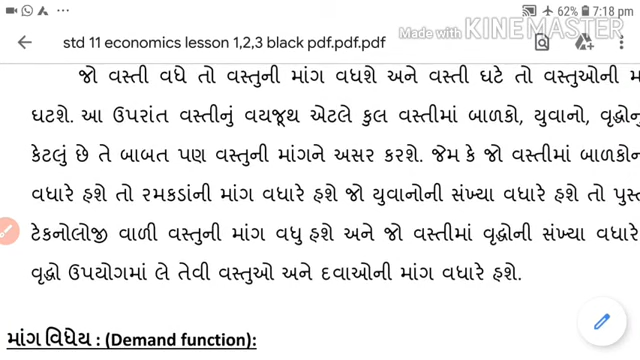 62% 7:18 pm
Made with KINEMASTER
std 11 economics lesson 1,2,3 black pdf.pdf.pdf
જો વસ્તી વધે તો વસ્તુની માંગ વધશે અને વસ્તી ઘટે તો વસ્તુઓની
ઘટશે. આ ઉપરાંત વસ્તીનું વયજૂથ એટલે કુલ વસ્તીમાં બાળકો, યુવાનો,
કેટલું છે તે બાબત પણ વસ્તુની માંગને અસર કરશે. જેમ કે જો વસ્તીમાં
વધારે હશે તો રમકડાંની માંગ વધારે હશે જો યુવાનોની સંખ્યા વધારે હશે તો
ટેકનોલોજી વાળી વસ્તુની માંગ વધુ હશે અને જો વસ્તીમાં વૃદ્ધોની સંખ્યા વધારે
વૃદ્ધો ઉપયોગમાં લે તેવી વસ્તુઓ અને દવાઓની માંગ વધારે હશે.
માંગ વિધેય : (Demand function):